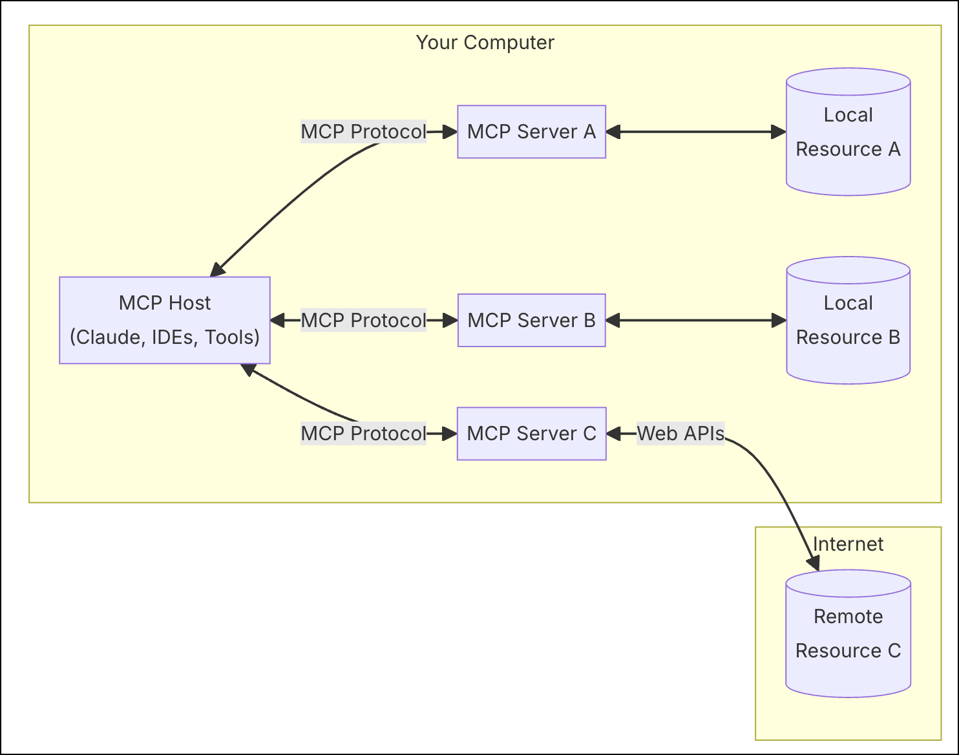 Your Computer
MCP Protocol
MCP Server A
Local
Resource A
MCP Host
(Claude, IDEs, Tools)
MCP Protocol
MCP Server B
Local
Resource B
MCP Protocol
MCP Server C
Web APIs
Internet
Remote
Resource C